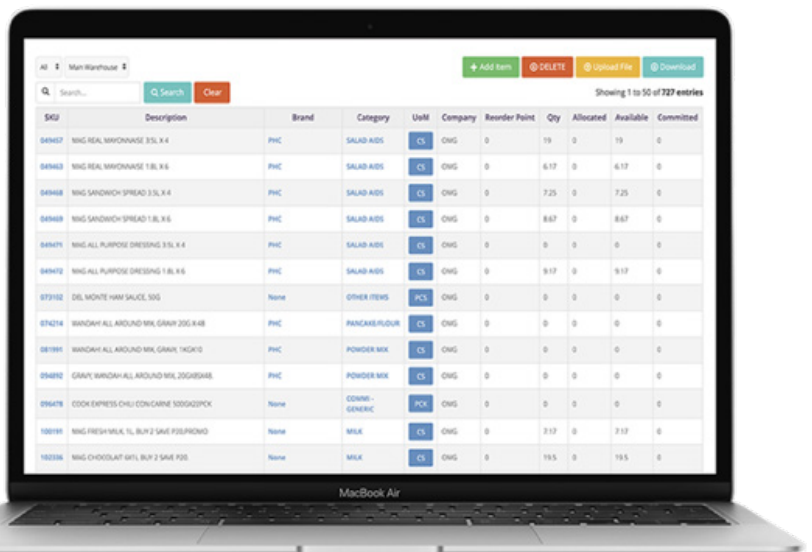 All Main Warehouse + Add Item DELETE Upload File Download
Search... Search Clear Showing 1 to 50 of 727 entries
SKU Description Brand Category UoM Company Reorder Point Qty Allocated Available Committed
049457 MAG REAL MAYONNAISE 3.5L X 4 PHC SALAD AIDS CS OMG 0 19 0 19 0
049463 MAG REAL MAYONNAISE 1.8L X 6 PHC SALAD AIDS CS OMG 0 6.17 0 6.17 0
049468 MAG SANDWICH SPREAD 3.5L X 4 PHC SALAD AIDS CS OMG 0 7.25 0 7.25 0
049469 MAG SANDWICH SPREAD 1.8L X 6 PHC SALAD AIDS CS OMG 0 8.67 0 8.67 0
049471 MAG ALL PURPOSE DRESSING 3.5L X 4 PHC SALAD AIDS CS OMG 0 0 0 0 0
049472 MAG ALL PURPOSE DRESSING 1.8L X 6 PHC SALAD AIDS CS OMG 0 9.17 0 9.17 0
073102 DEL MONTE HAM SAUCE, 50G None OTHER ITEMS PCS OMG 0 0 0 0 0
074214 WANDAH! ALL AROUND MIX, GRAVY 20G X 48 PHC PANCAKE/FLOUR CS OMG 0 0 0 0 0
081991 WANDAH! ALL AROUND MIX, GRAVY, 1KGX10 PHC POWDER MIX CS OMG 0 0 0 0 0
094892 GRAVY, WANDAH ALL AROUND MIX, PHC POWDER MIX CS OMG 0 0 0 0 0
096478 COOK EXPRESS CHILI CON CARNE 500GX22PCK None COMMI - PCK OMG 0 0 0 0 0
GENERIC
100191 MAG FRESH MILK, 1L, BUY 2 SAVE P20/PROMO None MILK CS OMG 0 7.17 0 7.17 0
102336 MAG CHOCOLAIT 6X1L BUY 2 SAVE P20. None MILK CS OMG 0 19.5 0 19.5 0
MacBook Air